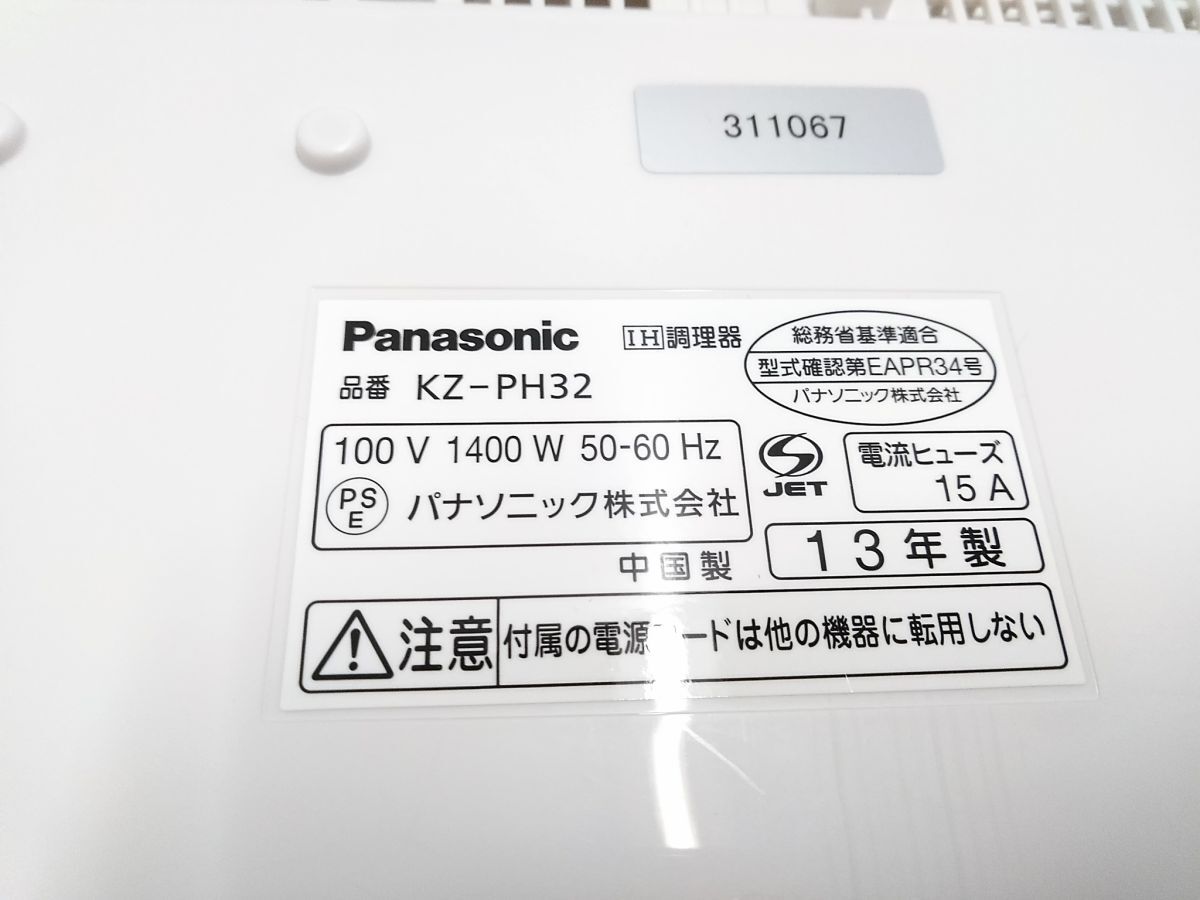 311067
Panasonic
IH調理器
品番 KZ-PH32
総務省基準適合
型式確認第EAPR34号
パナソニック株式会社
100 V 1400 W 50-60 Hz
PSE パナソニック株式会社
JET
電流ヒューズ
15 A
中国製
13年製
注意
付属の電源コードは他の機器に転用しない